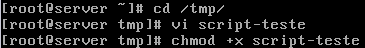 [root@server ~]# cd /tmp/
[root@server tmp]# vi script-teste
[root@server tmp]# chmod +x script-teste